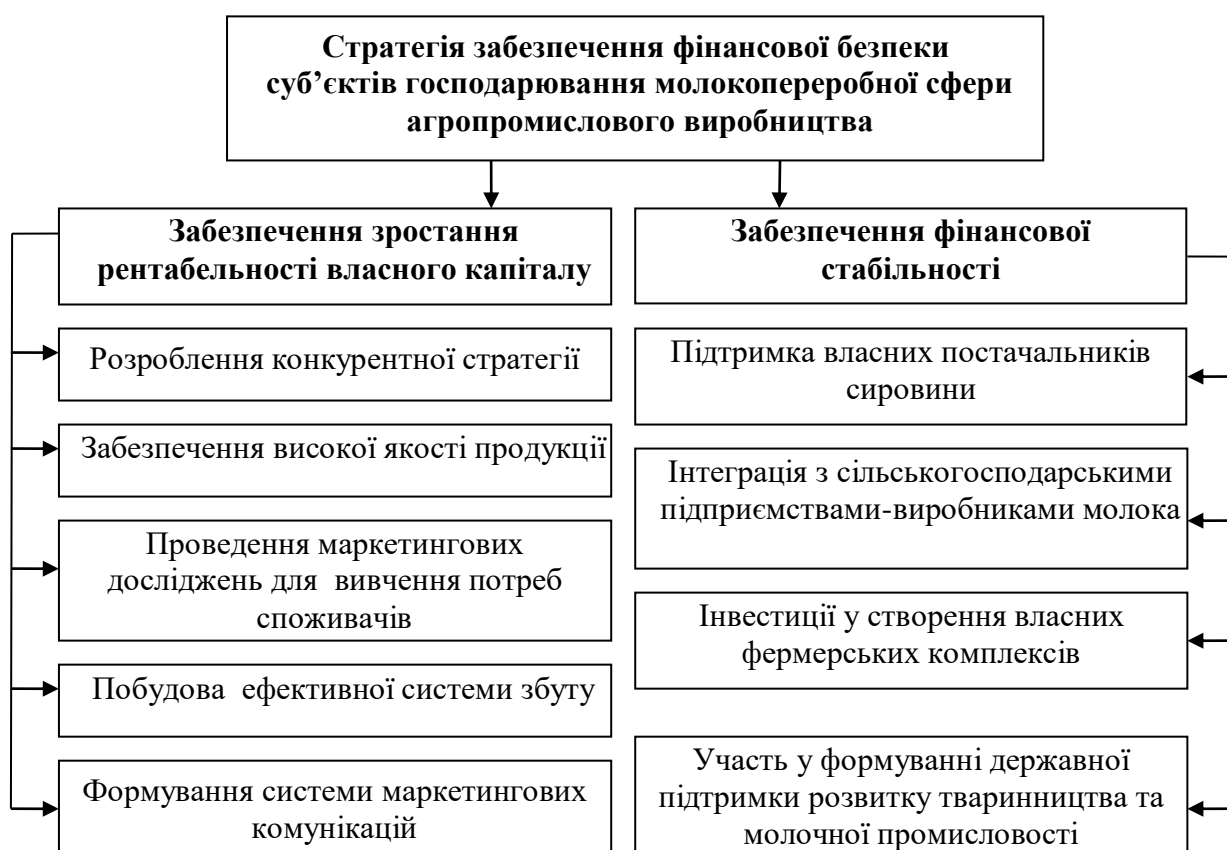 Стратегія забезпечення фінансової безпеки
суб’єктів господарювання молокопереробної сфери
агропромислового виробництва
Забезпечення зростання
рентабельності власного капіталу
Розроблення конкурентної стратегії
Забезпечення високої якості продукції
Проведення маркетингових
досліджень для вивчення потреб
споживачів
Побудова ефективної системи збуту
Формування системи маркетингових
комунікацій
Забезпечення фінансової
стабільності
Підтримка власних постачальників
сировини
Інтеграція з сільськогосподарськими
підприємствами-виробниками молока
Інвестиції у створення власних
фермерських комплексів
Участь у формуванні державної
підтримки розвитку тваринництва та
молочної промисловості